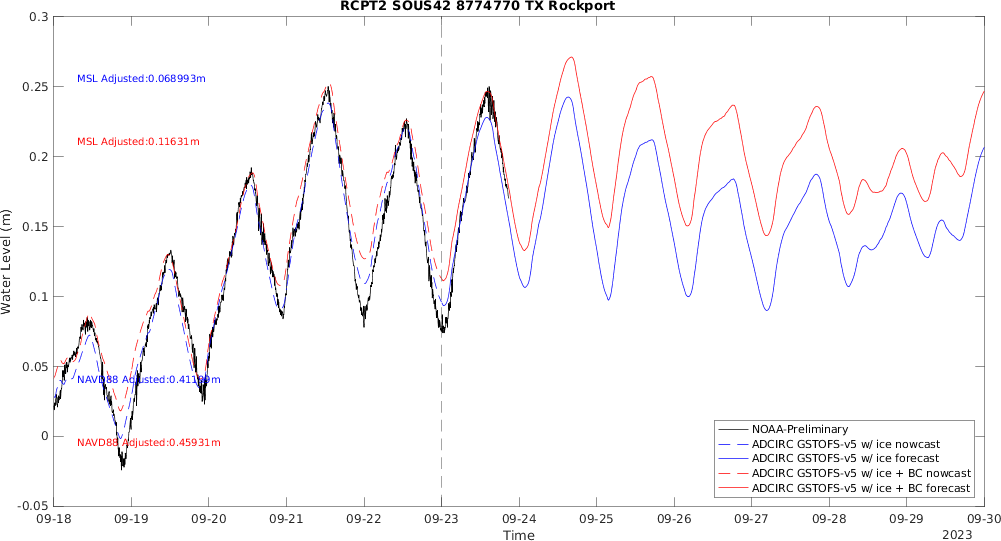 RCPT2 SOUS42 8774770 TX Rockport
0.3
0.25
0.2
0.15
0.1
0.05
0
-0.05
Water Level (m)
MSL Adjusted:0.068993m
MSL Adjusted:0.11631m
NAVD88 Adjusted:0.41199m
NAVD88 Adjusted:0.45931m
NOAA-Preliminary
ADCIRC GSTOFS-v5 w/ ice nowcast
ADCIRC GSTOFS-v5 w/ ice forecast
ADCIRC GSTOFS-v5 w/ ice + BC nowcast
ADCIRC GSTOFS-v5 w/ ice + BC forecast
09-18 09-19 09-20 09-21 09-22 09-23 09-24 09-25 09-26 09-27 09-28 09-29 09-30
Time
2023